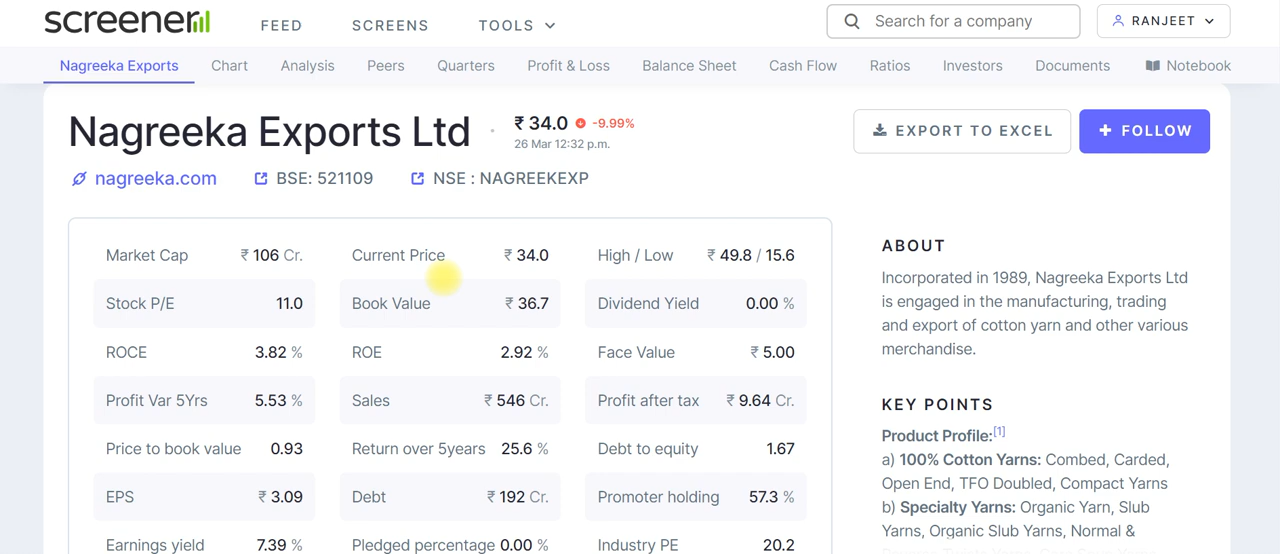 screener
FEED SCREENS TOOLS
Search for a company
RANJEET
Nagreeka Exports Chart Analysis Peers Quarters Profit & Loss Balance Sheet Cash Flow Ratios Investors Documents Notebook
Nagreeka Exports Ltd
₹ 34.0 -9.99%
26 Mar 12:32 p.m.
EXPORT TO EXCEL
+ FOLLOW
nagreeka.com BSE: 521109 NSE : NAGREEKEXP
Market Cap ₹ 106 Cr. Current Price ₹ 34.0 High / Low ₹ 49.8 / 15.6
Stock P/E 11.0 Book Value ₹ 36.7 Dividend Yield 0.00 %
ROCE 3.82 % ROE 2.92 % Face Value ₹ 5.00
Profit Var 5Yrs 5.53 % Sales ₹ 546 Cr. Profit after tax ₹ 9.64 Cr.
Price to book value 0.93 Return over 5years 25.6 % Debt to equity 1.67
EPS ₹ 3.09 Debt ₹ 192 Cr. Promoter holding 57.3 %
Earnings yield 7.39 % Pledged percentage 0.00 % Industry PE 20.2
ABOUT
Incorporated in 1989, Nagreeka Exports Ltd
is engaged in the manufacturing, trading
and export of cotton yarn and other various
merchandise.
KEY POINTS
Product Profile:[1]
a) 100% Cotton Yarns: Combed, Carded,
Open End, TFO Doubled, Compact Yarns
b) Specialty Yarns: Organic Yarn, Slub
Yarns, Organic Slub Yarns, Normal &